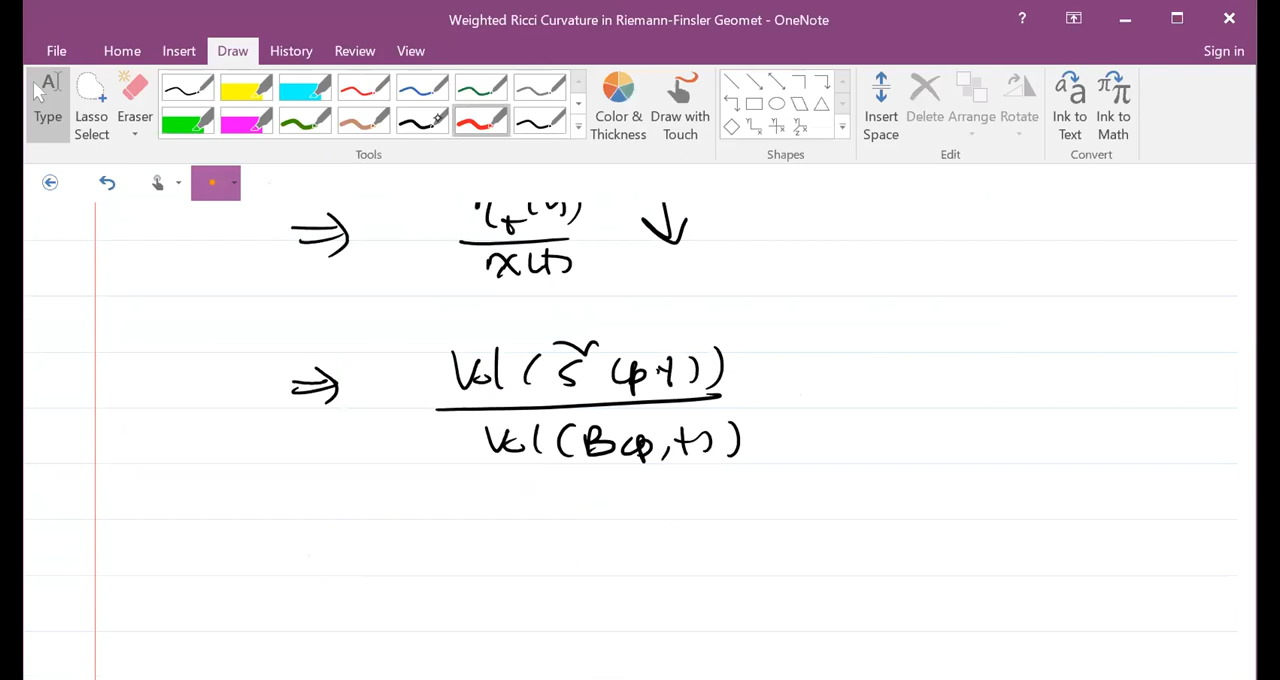 Weighted Ricci Curvature in Riemann-Finsler Geomet - OneNote
? 
File Home Insert Draw History Review View Sign in
Type Lasso Select Eraser Color & Thickness Draw with Touch Insert Space Delete Arrange Rotate Ink to Text Ink to Math
Tools Shapes Edit Convert
⇒ ↓
x(t)
⇒ Vol(
Vol(B(p,t))